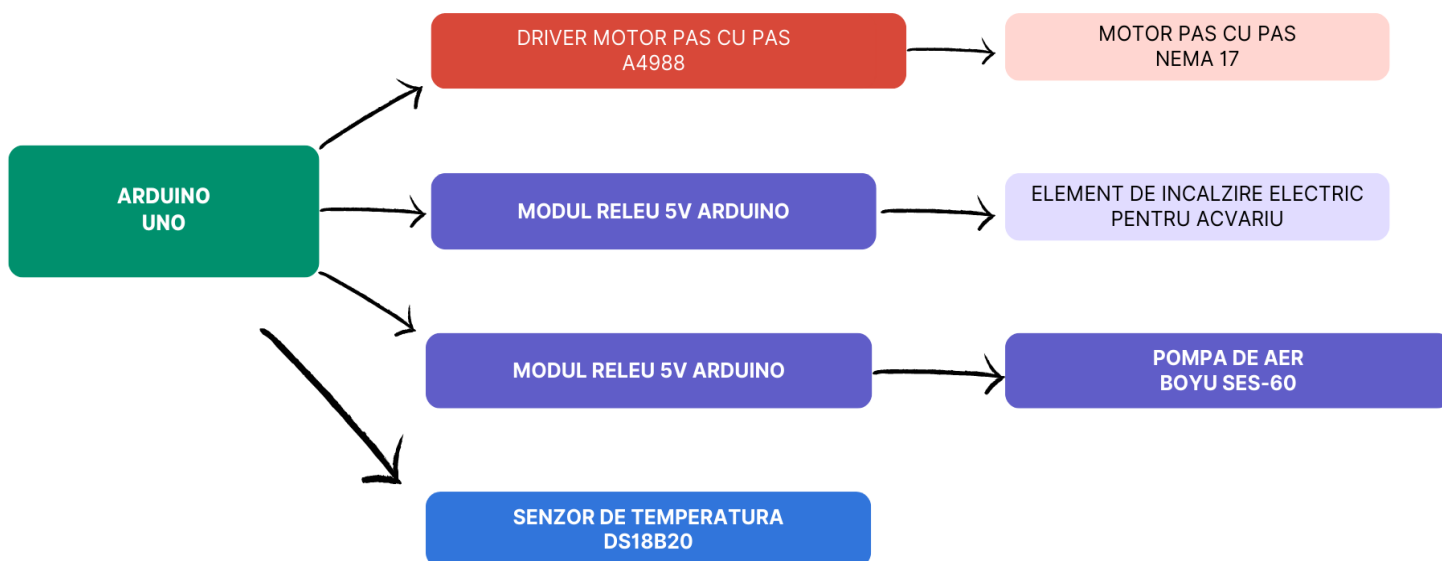 DRIVER MOTOR PAS CU PAS
A4988
MOTOR PAS CU PAS
NEMA 17
ARDUINO
UNO
MODUL RELEU 5V ARDUINO
ELEMENT DE INCALZIRE ELECTRIC
PENTRU ACVARIU
MODUL RELEU 5V ARDUINO
POMPA DE AER
BOYU SES-60
SENZOR DE TEMPERATURA
DS18B20